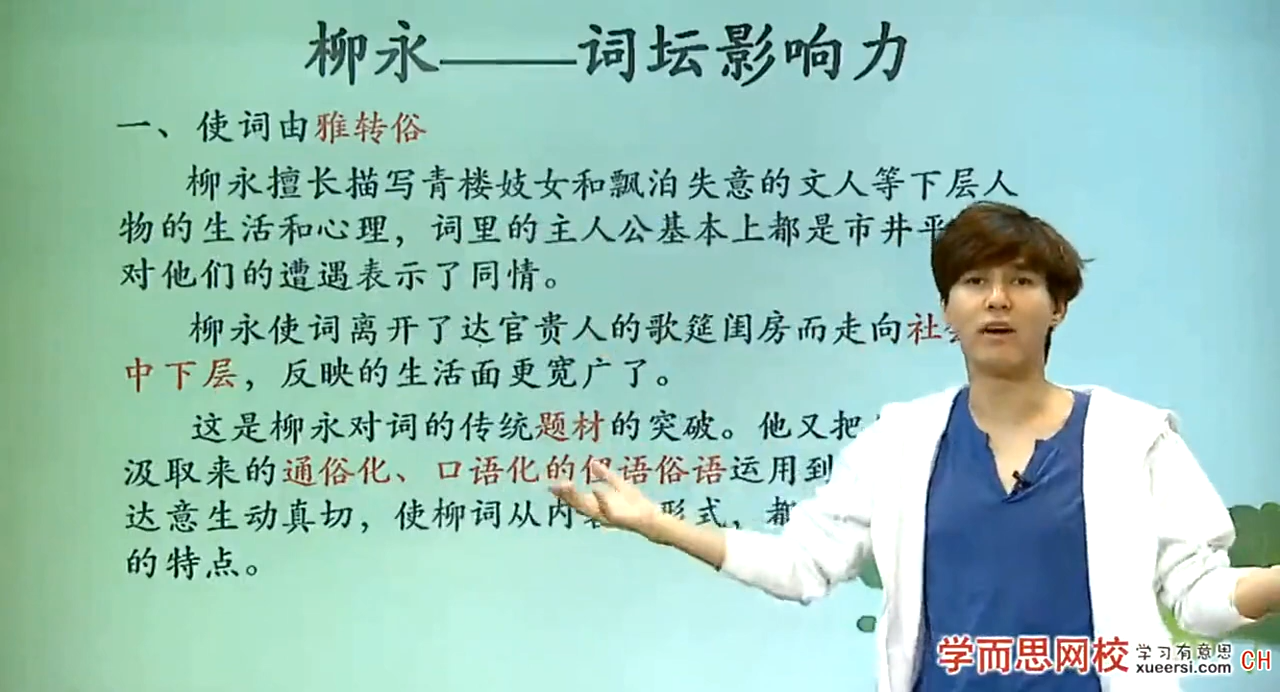 柳永——词坛影响力
一、使词由雅转俗
柳永擅长描写青楼妓女和飘泊失意的文人等下层人
物的生活和心理，词里的主人公基本上都是市井平
对他们的遭遇表示了同情。
柳永使词离开了达官贵人的歌筵闺房而走向社会
中下层，反映的生活面更宽广了。
这是柳永对词的传统题材的突破。他又把
汲取来的通俗化、口语化的俚语俗语运用到
达意生动真切，使柳词从内容 形式，都
的特点。
学而思网校 学习有意思
xueersi.com CH